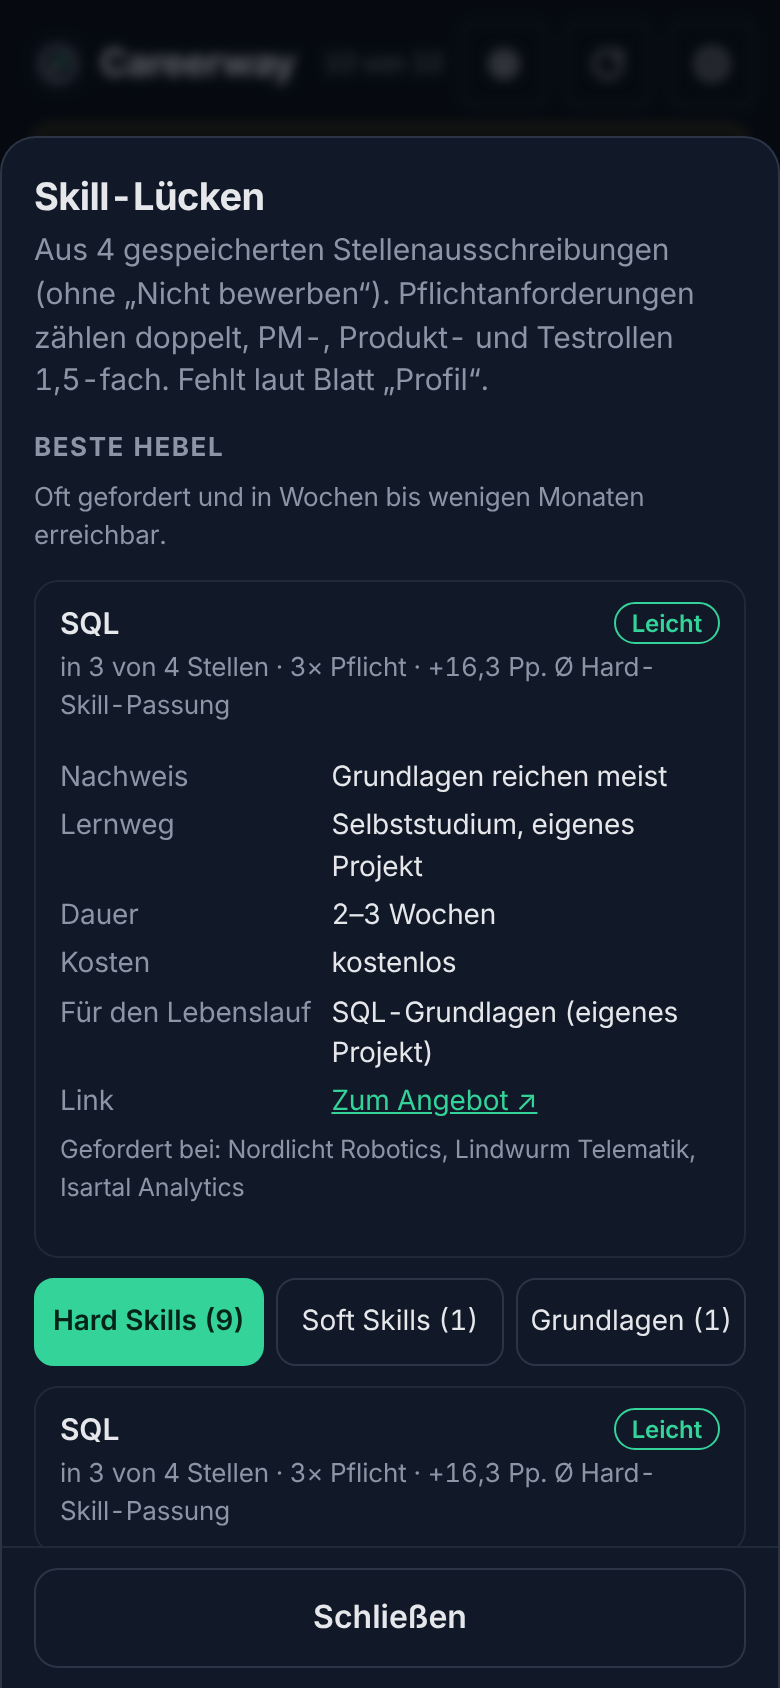 Careerway
Skill-Lücken
Aus 4 gespeicherten Stellenausschreibungen
(ohne „Nicht bewerben“). Pflichtanforderungen
zählen doppelt, PM-, Produkt- und Testrollen
1,5-fach. Fehlt laut Blatt „Profil“.
BESTE HEBEL
Oft gefordert und in Wochen bis wenigen Monaten
erreichbar.
SQL Leicht
in 3 von 4 Stellen · 3× Pflicht · +16,3 Pp. Ø Hard-
Skill-Passung
Nachweis Grundlagen reichen meist
Lernweg Selbststudium, eigenes
Projekt
Dauer 2–3 Wochen
Kosten kostenlos
Für den Lebenslauf SQL-Grundlagen (eigenes
Projekt)
Link Zum Angebot ↗
Gefordert bei: Nordlicht Robotics, Lindwurm Telematik,
Isartal Analytics
Hard Skills (9) Soft Skills (1) Grundlagen (1)
SQL Leicht
in 3 von 4 Stellen · 3× Pflicht · +16,3 Pp. Ø Hard-
Skill-Passung
Schließen